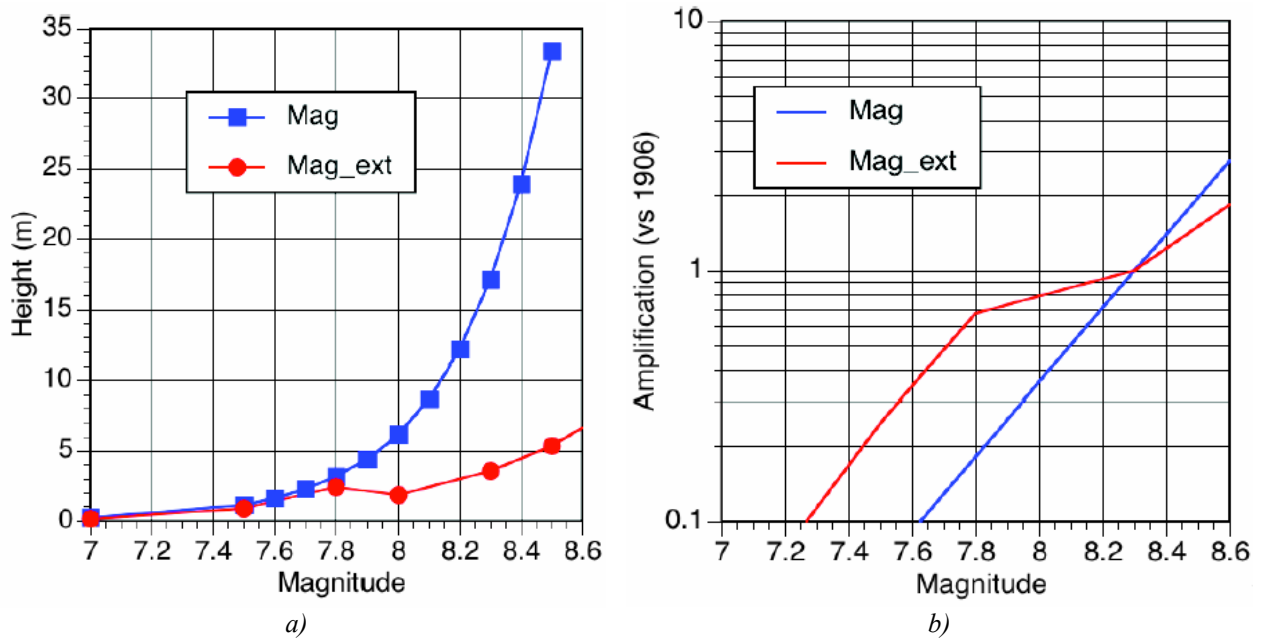 35
30
25
20
15
10
5
0
Height (m)
Mag
Mag_ext
7 7.2 7.4 7.6 7.8 8 8.2 8.4 8.6
Magnitude
a)
10
1
0.1
Amplification (vs 1906)
Mag
Mag_ext
7 7.2 7.4 7.6 7.8 8 8.2 8.4 8.6
Magnitude
b)